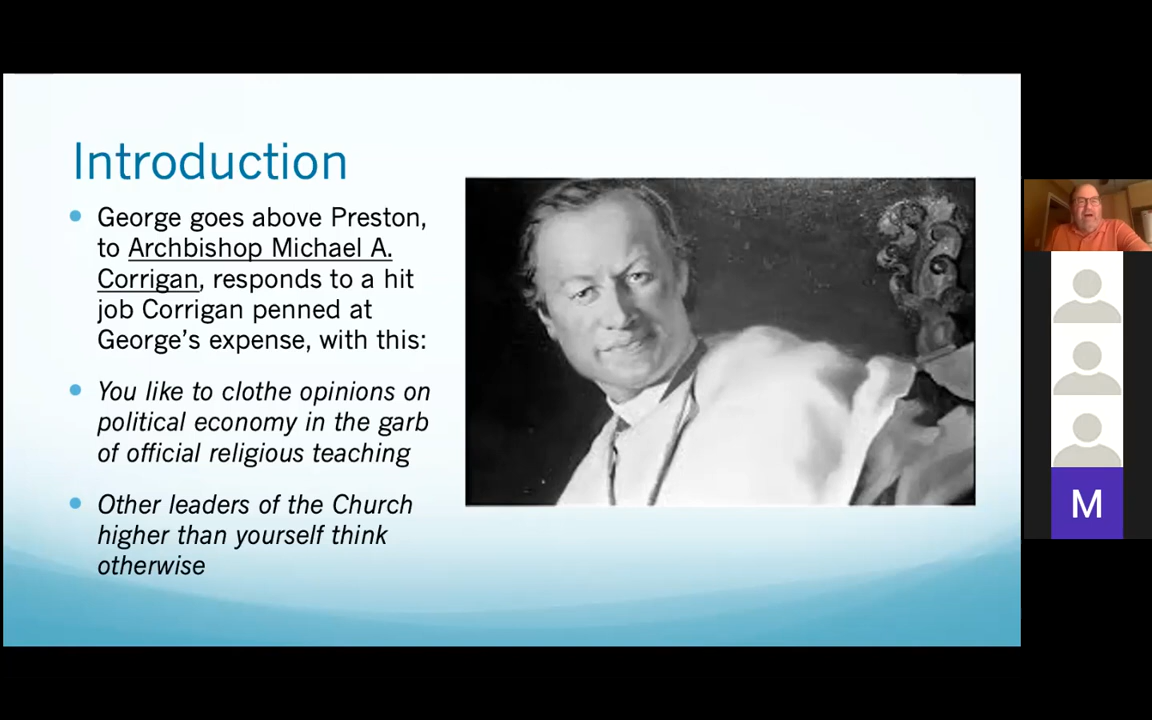 Introduction
• George goes above Preston,
to Archbishop Michael A.
Corrigan, responds to a hit
job Corrigan penned at
George’s expense, with this:
• You like to clothe opinions on
political economy in the garb
of official religious teaching
• Other leaders of the Church
higher than yourself think
otherwise
M